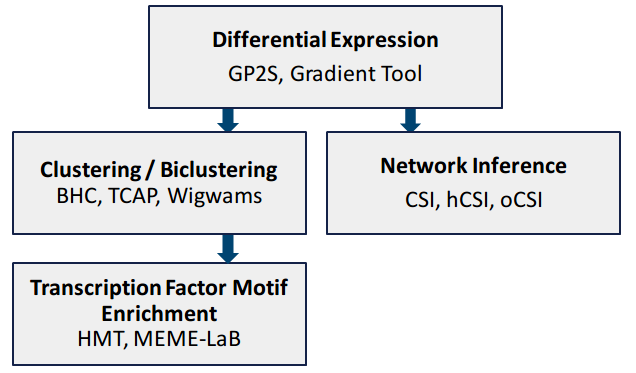 Differential Expression
GP2S, Gradient Tool
Clustering / Biclustering
BHC, TCAP, Wigwams
Network Inference
CSI, hCSI, oCSI
Transcription Factor Motif
Enrichment
HMT, MEME-LaB